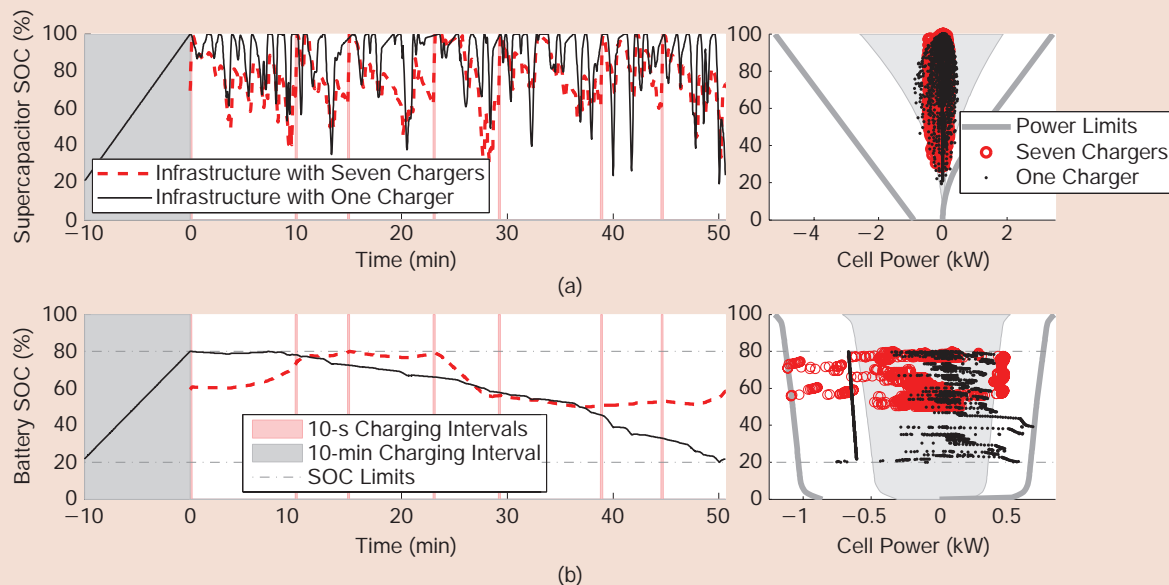 Supercapacitor SOC (%)
100
80
60
40
20
0
−10
0
10
20
30
40
50
Time (min)
Infrastructure with Seven Chargers
Infrastructure with One Charger
100
80
60
40
20
0
−4
−2
0
2
Cell Power (kW)
Power Limits
Seven Chargers
One Charger
(a)
Battery SOC (%)
100
80
60
40
20
0
−10
0
10
20
30
40
50
Time (min)
10-s Charging Intervals
10-min Charging Interval
SOC Limits
100
80
60
40
20
0
−1
−0.5
0
0.5
Cell Power (kW)
(b)